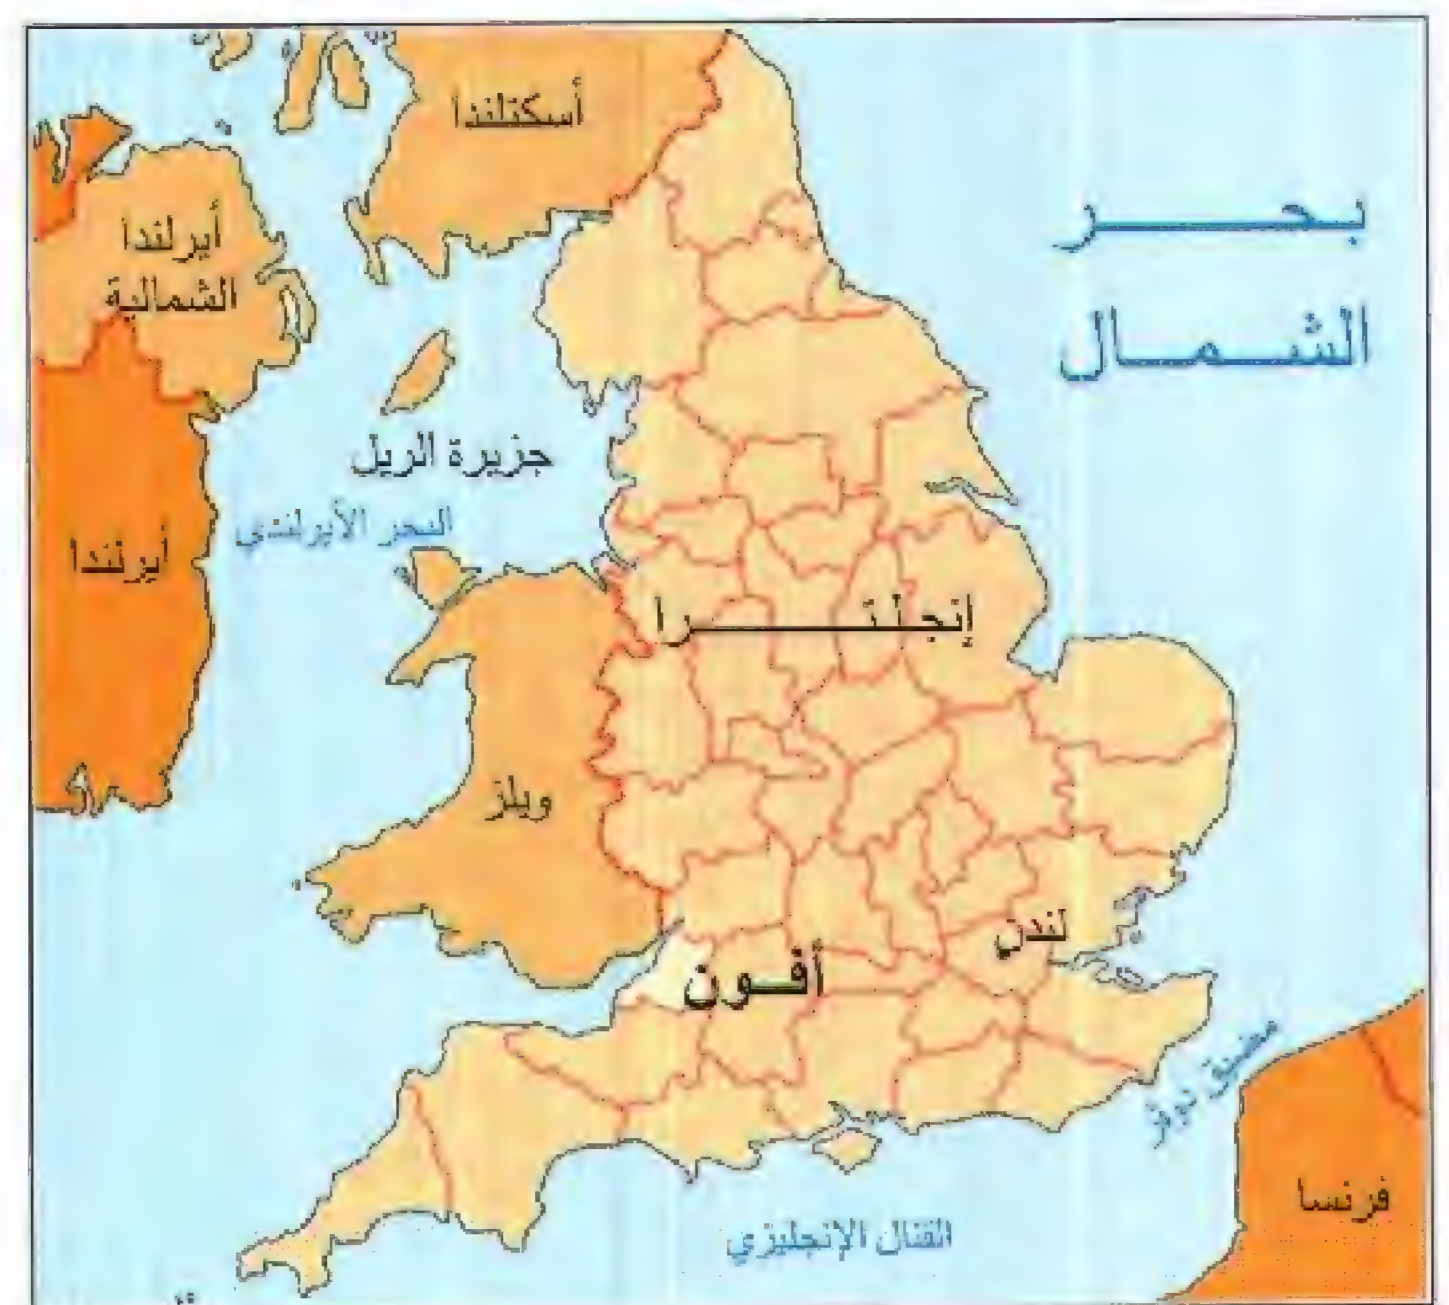 أسكتلندا
بحر
الشمال
أيرلندا
الشمالية
جزيرة الريل
البحر الأيرلندي
أيرلندا
إنجلترا
ويلز
لندن
أفون
مضيق دوفر
فرنسا
القنال الإنجليزي